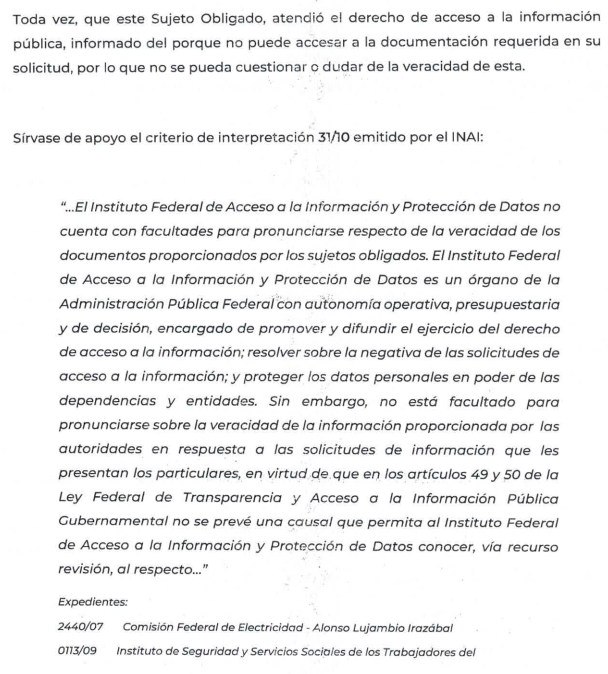 Toda vez, que este Sujeto Obligado, atendió el derecho de acceso a la información
pública, informado del porque no puede accesar a la documentación requerida en su
solicitud, por lo que no se pueda cuestionar o dudar de la veracidad de esta.
Sírvase de apoyo el criterio de interpretación 31/10 emitido por el INAI:
"...El Instituto Federal de Acceso a la Información y Protección de Datos no
cuenta con facultades para pronunciarse respecto de la veracidad de los
documentos proporcionados por los sujetos obligados. El Instituto Federal
de Acceso a la Información y Protección de Datos es un órgano de la
Administración Pública Federal con autonomía operativa, presupuestaria
y de decisión, encargado de promover y difundir el ejercicio del derecho
de acceso a la información; resolver sobre la negativa de las solicitudes de
acceso a la información; y proteger los datos personales en poder de las
dependencias y entidades. Sin embargo, no está facultado para
pronunciarse sobre la veracidad de la información proporcionada por las
autoridades en respuesta a las solicitudes de información que les
presentan los particulares, en virtud de que en los artículos 49 y 50 de la
Ley Federal de Transparencia y Acceso a la Información Pública
Gubernamental no se prevé una causal que permita al Instituto Federal
de Acceso a la Información y Protección de Datos conocer, vía recurso
revisión, al respecto..."
Expedientes:
2440/07 Comisión Federal de Electricidad - Alonso Lujambio Irazábal
0113/09 Instituto de Seguridad y Servicios Sociales de los Trabajadores del